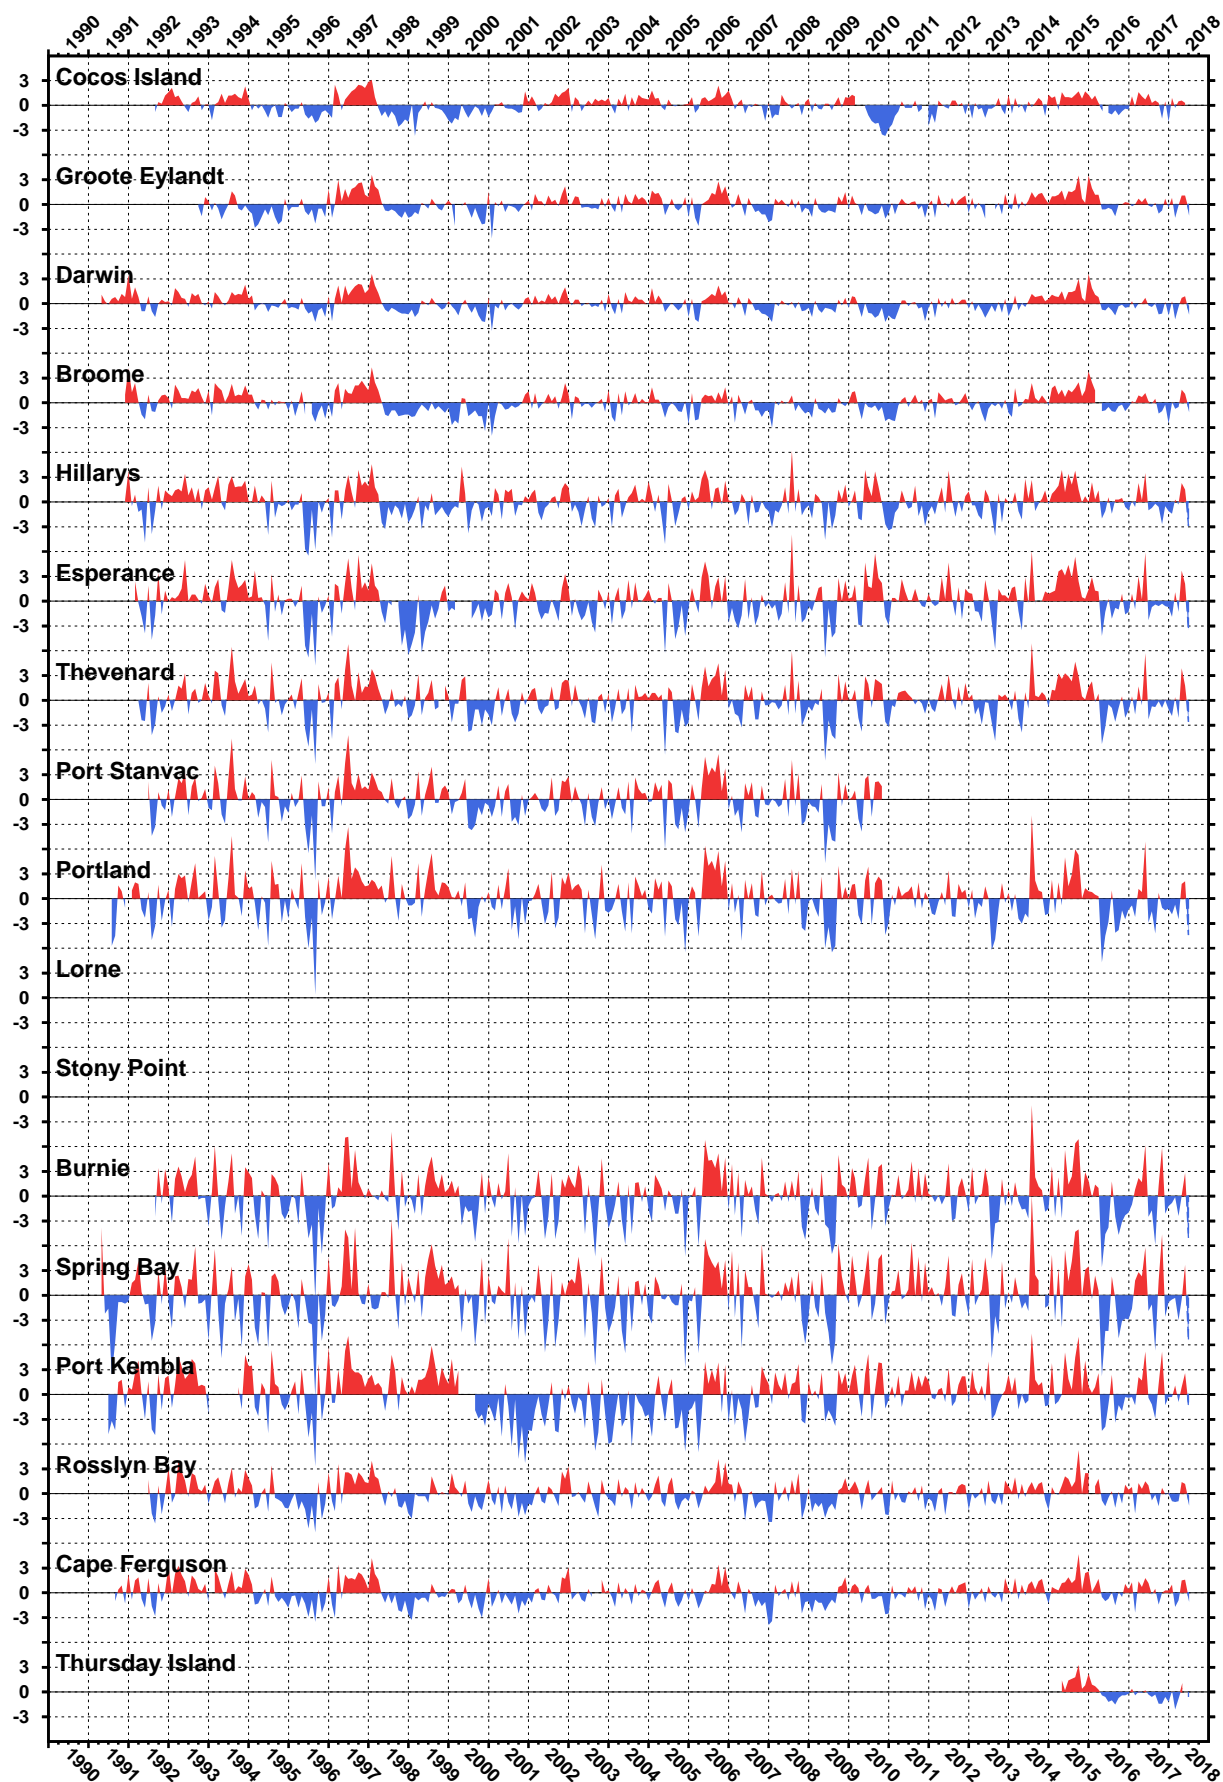 1990 1991 1992 1993 1994 1995 1996 1997 1998 1999 2000 2001 2002 2003 2004 2005 2006 2007 2008 2009 2010 2011 2012 2013 2014 2015 2016 2017 2018
Cocos Island
3
0
-3
Groote Eylandt
3
0
-3
Darwin
3
0
-3
Broome
3
0
-3
Hillarys
3
0
-3
Esperance
3
0
-3
Thevenard
3
0
-3
Port Stanvac
3
0
-3
Portland
3
0
-3
Lorne
3
0
-3
Stony Point
3
0
-3
Burnie
3
0
-3
Spring Bay
3
0
-3
Port Kembla
3
0
-3
Rosslyn Bay
3
0
-3
Cape Ferguson
3
0
-3
Thursday Island
3
0
-3
1990 1991 1992 1993 1994 1995 1996 1997 1998 1999 2000 2001 2002 2003 2004 2005 2006 2007 2008 2009 2010 2011 2012 2013 2014 2015 2016 2017 2018